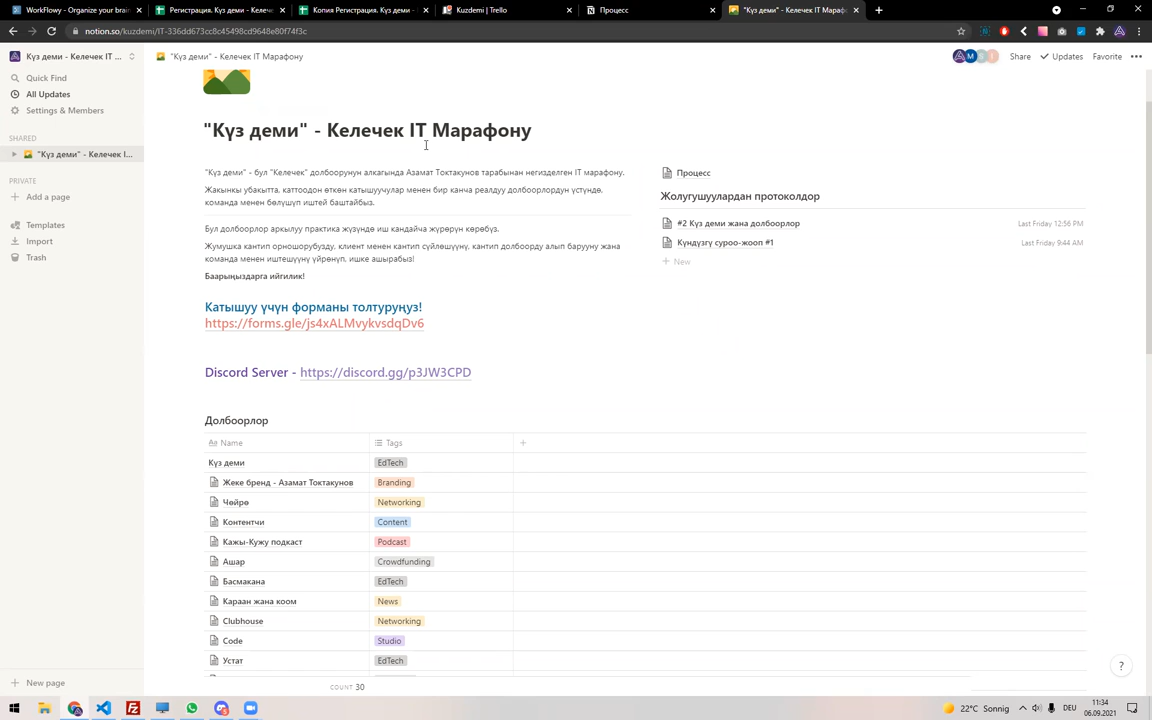 WorkFlowy - Organize your brain
Регистрация. Күз деми - Келече
Копия Регистрация. Күз деми -
Kuzdemi | Trello
Процесс
"Күз деми" - Келечек IT Марафо
notion.so/kuzdemi/IT-336dd673cc8c45498cd9648e80f74f3c
Күз деми - Келечек IT ...
"Күз деми" - Келечек IT Марафону
Share
Updates
Favorite
Quick Find
All Updates
Settings & Members
SHARED
"Күз деми" - Келечек I...
PRIVATE
Add a page
Templates
Import
Trash
"Күз деми" - Келечек IT Марафону
"Күз деми" - бул "Келечек" долбоорунун алкагында Азамат Токтакунов тарабынан негизделген IT марафону.
Жакынкы убакытта, каттоодон өткөн катышуучулар менен бир канча реалдуу долбоорлордун үстүндө,
команда менен бөлүшүп иштей баштайбыз.
Бул долбоорлор аркылуу практика жүзүндө иш кандайча жүрөрүн көрөбүз.
Жумушка кантип орношорубузду, клиент менен кантип сүйлөшүүнү, кантип долбоорду алып барууну жана
команда менен иштешүүнү үйрөнүп, ишке ашырабыз!
Баарыңыздарга ийгилик!
Катышуу үчүн форманы толтуруңуз!
https://forms.gle/js4xALMvykvsdqDv6
Discord Server - https://discord.gg/p3JW3CPD
Процесс
Жолугушуулардан протоколдор
#2 Күз деми жана долбоорлор Last Friday 12:56 PM
Күндүзгү суроо-жооп #1 Last Friday 9:44 AM
New
Долбоорлор
Name Tags
Күз деми EdTech
Жеке бренд - Азамат Токтакунов Branding
Чөйрө Networking
Контентчи Content
Кажы-Кужу подкаст Podcast
Ашар Crowdfunding
Басмакана EdTech
Караан жана коом News
Clubhouse Networking
Code Studio
Устат EdTech
COUNT 30
New page
?
22°C Sonnig
DEU
11:34
06.09.2021